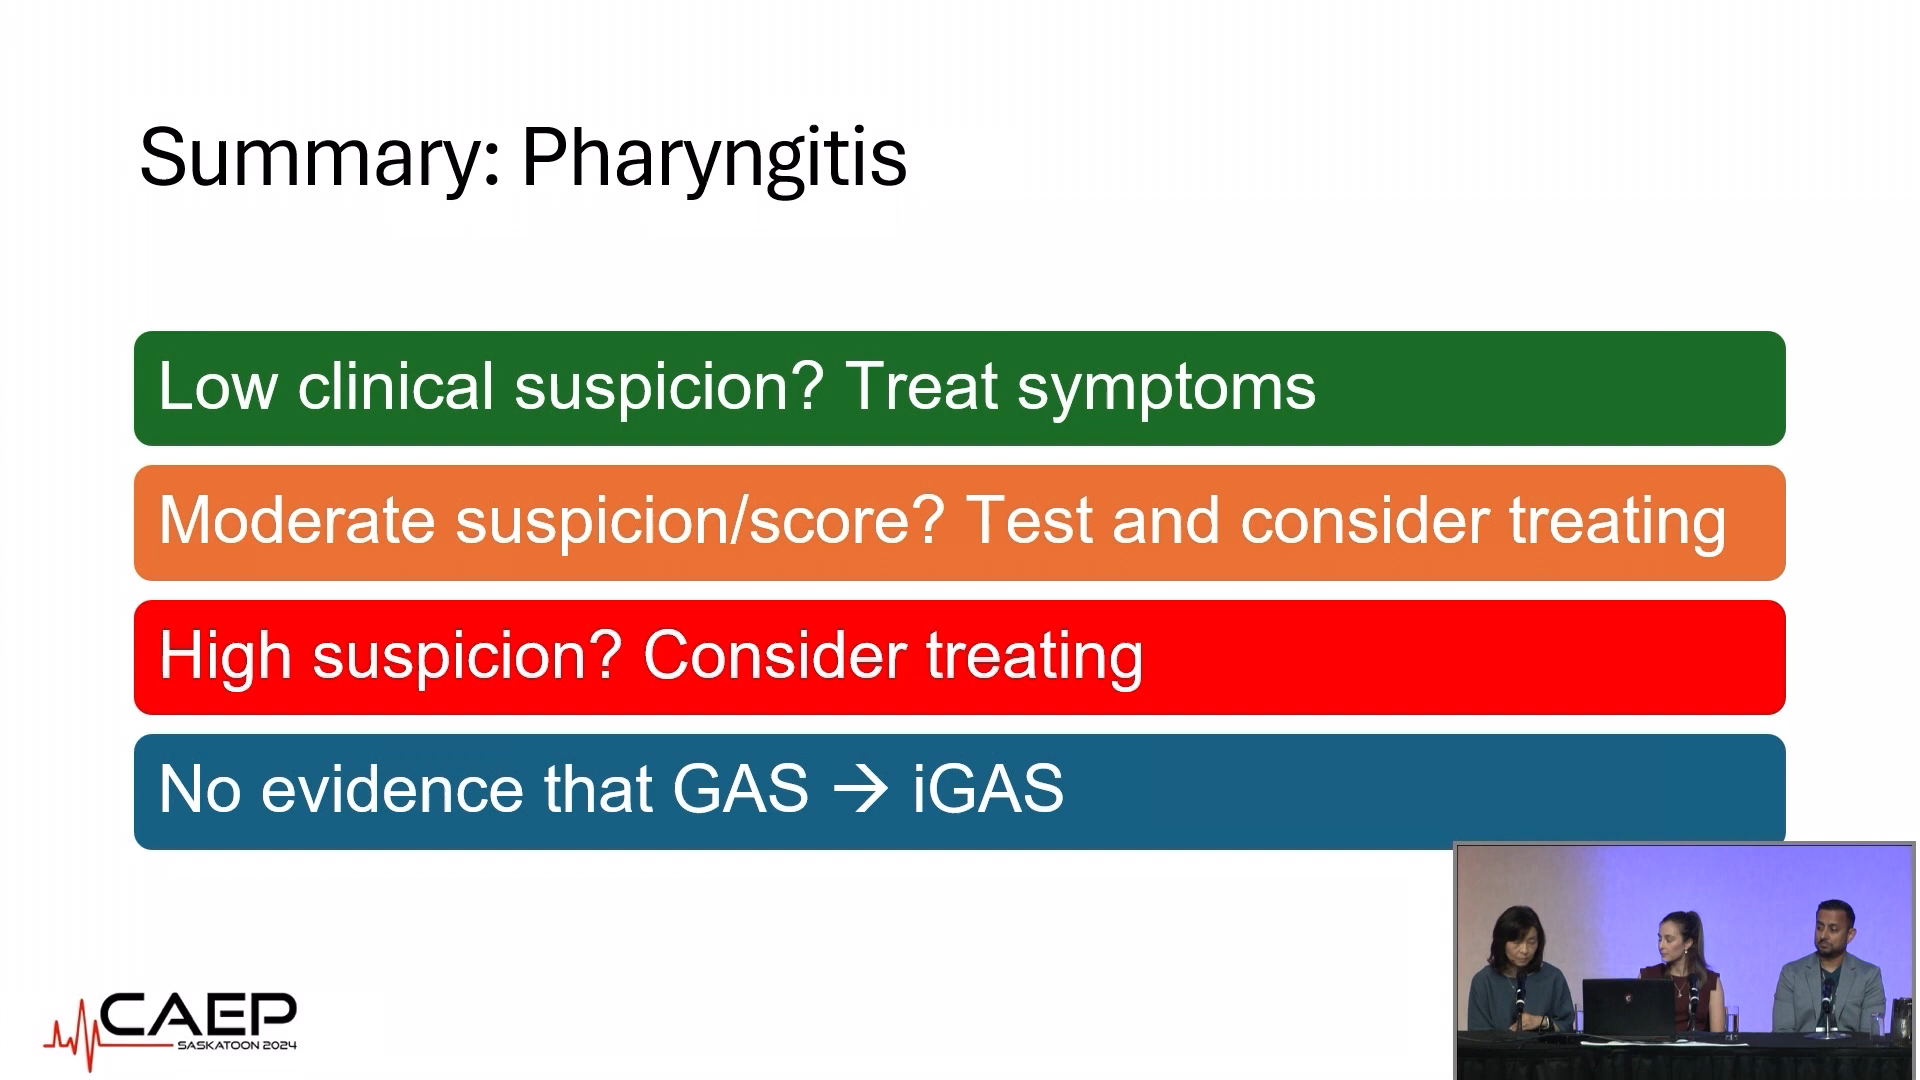 Summary: Pharyngitis
Low clinical suspicion? Treat symptoms
Moderate suspicion/score? Test and consider treating
High suspicion? Consider treating
No evidence that GAS → iGAS
CAEP
SASKATOON 2024